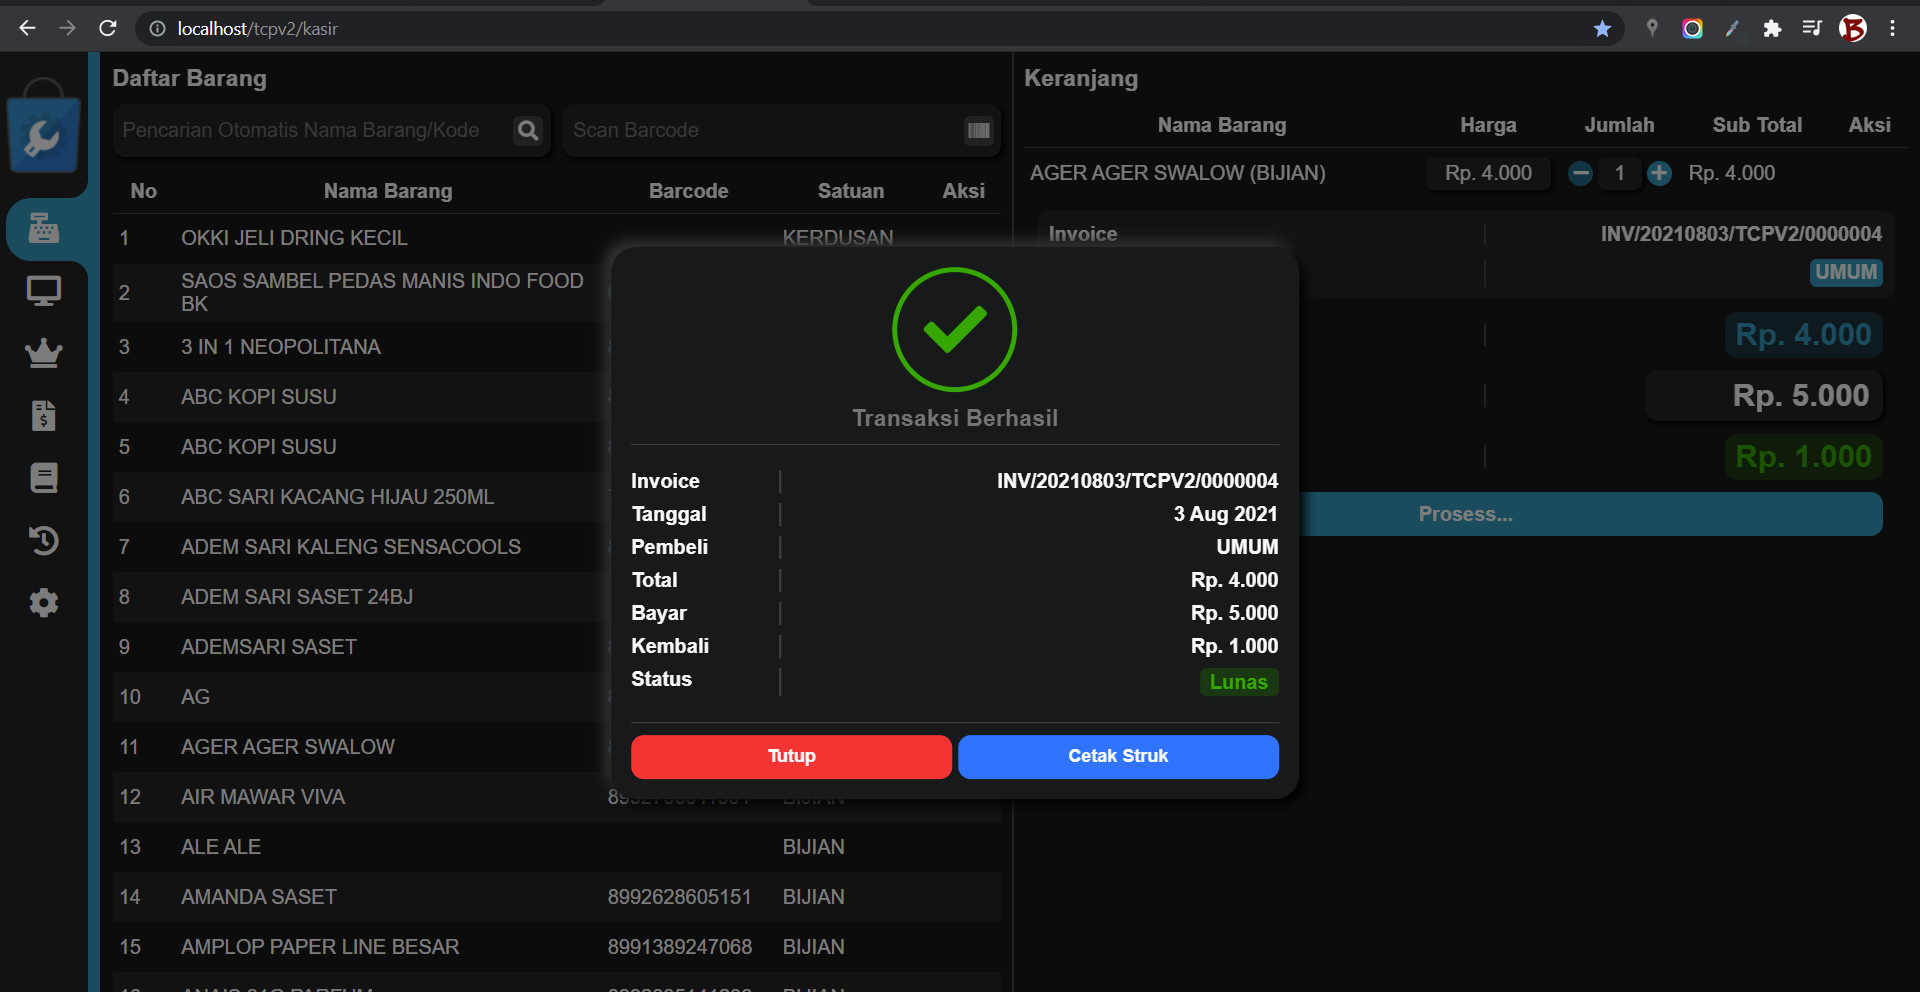 localhost/tcpv2/kasir
Daftar Barang
Pencarian Otomatis Nama Barang/Kode
Scan Barcode
No Nama Barang Barcode Satuan Aksi
1 OKKI JELI DRING KECIL KERDUSAN
2 SAOS SAMBEL PEDAS MANIS INDO FOOD
BK
3 3 IN 1 NEOPOLITANA
4 ABC KOPI SUSU
5 ABC KOPI SUSU
6 ABC SARI KACANG HIJAU 250ML
7 ADEM SARI KALENG SENSACOOLS
8 ADEM SARI SASET 24BJ
9 ADEMSARI SASET
10 AG
11 AGER AGER SWALOW
12 AIR MAWAR VIVA BIJIAN
13 ALE ALE BIJIAN
14 AMANDA SASET 8992628605151 BIJIAN
15 AMPLOP PAPER LINE BESAR 8991389247068 BIJIAN
Keranjang
Nama Barang Harga Jumlah Sub Total Aksi
AGER AGER SWALOW (BIJIAN) Rp. 4.000 1 Rp. 4.000
Invoice INV/20210803/TCPV2/0000004
UMUM
Rp. 4.000
Rp. 5.000
Rp. 1.000
Prosess...
Transaksi Berhasil
Invoice INV/20210803/TCPV2/0000004
Tanggal 3 Aug 2021
Pembeli UMUM
Total Rp. 4.000
Bayar Rp. 5.000
Kembali Rp. 1.000
Status Lunas
Tutup
Cetak Struk